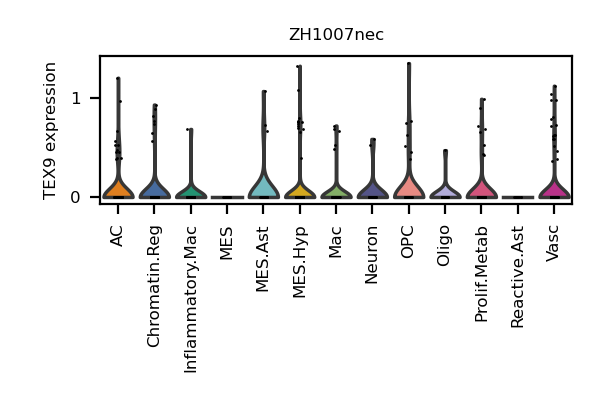 ZH1007nec
TEX9 expression
1
0
AC
Chromatin.Reg
Inflammatory.Mac
MES
MES.Ast
MES.Hyp
Mac
Neuron
OPC
Oligo
Prolif.Metab
Reactive.Ast
Vasc